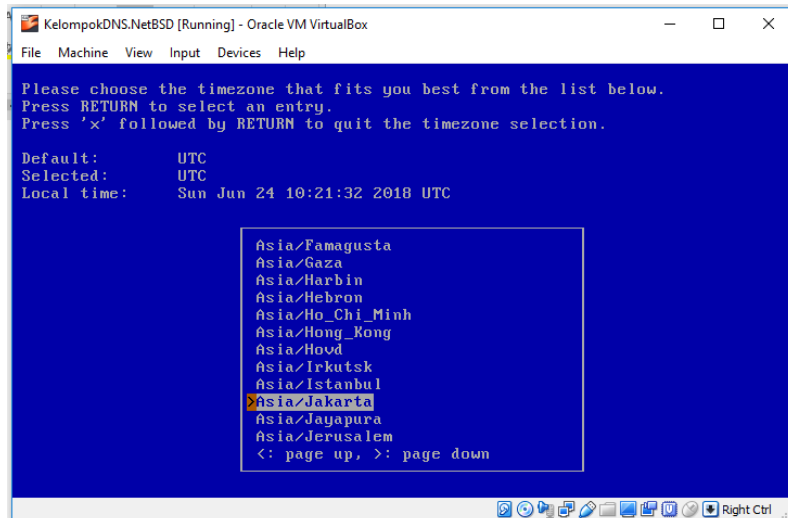 KelompokDNS.NetBSD [Running] - Oracle VM VirtualBox
File Machine View Input Devices Help
Please choose the timezone that fits you best from the list below.
Press RETURN to select an entry.
Press 'x' followed by RETURN to quit the timezone selection.
Default: UTC
Selected: UTC
Local time: Sun Jun 24 10:21:32 2018 UTC
Asia/Famagusta
Asia/Gaza
Asia/Harbin
Asia/Hebron
Asia/Ho_Chi_Minh
Asia/Hong_Kong
Asia/Hovd
Asia/Irkutsk
Asia/Istanbul
>Asia/Jakarta
Asia/Jayapura
Asia/Jerusalem
<: page up, >: page down
Right Ctrl